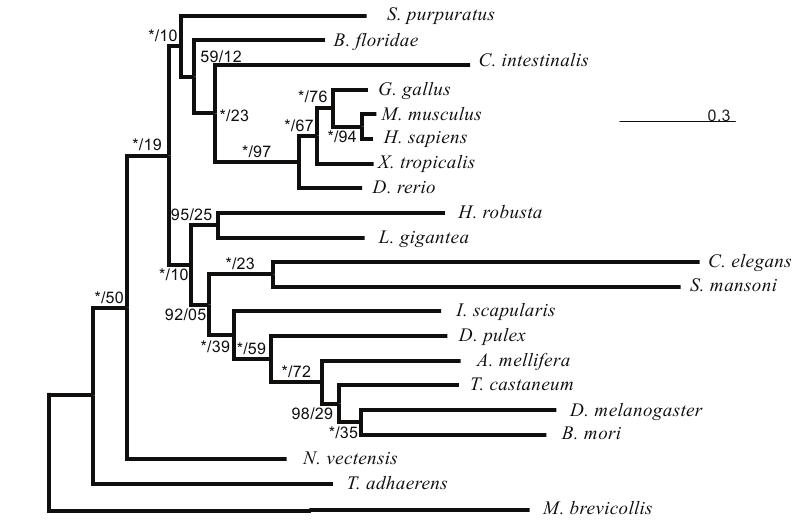 S. purpuratus
*/10
B. floridae
59/12
C. intestinalis
G. gallus
*/76
M. musculus
0.3
*/23
*/67
*/94
H. sapiens
*/19
*/97
X. tropicalis
D. rerio
95/25
H. robusta
L. gigantea
*/23
C. elegans
*/10
S. mansoni
*/50
92/05
I. scapularis
D. pulex
*/39
*/59
A. mellifera
*/72
T. castaneum
98/29
D. melanogaster
*/35
B. mori
N. vectensis
T. adhaerens
M. brevicollis